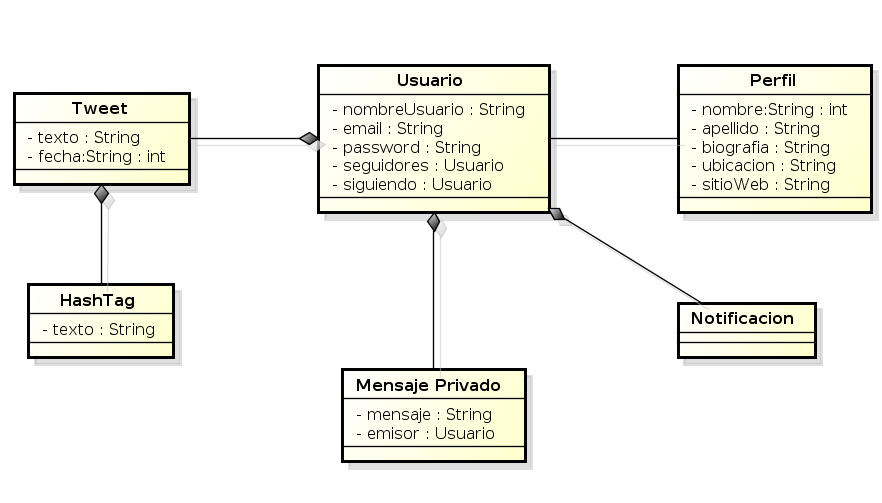 Tweet
- texto : String
- fecha:String : int
Usuario
- nombreUsuario : String
- email : String
- password : String
- seguidores : Usuario
- siguiendo : Usuario
Perfil
- nombre:String : int
- apellido : String
- biografia : String
- ubicacion : String
- sitioWeb : String
HashTag
- texto : String
Mensaje Privado
- mensaje : String
- emisor : Usuario
Notificacion